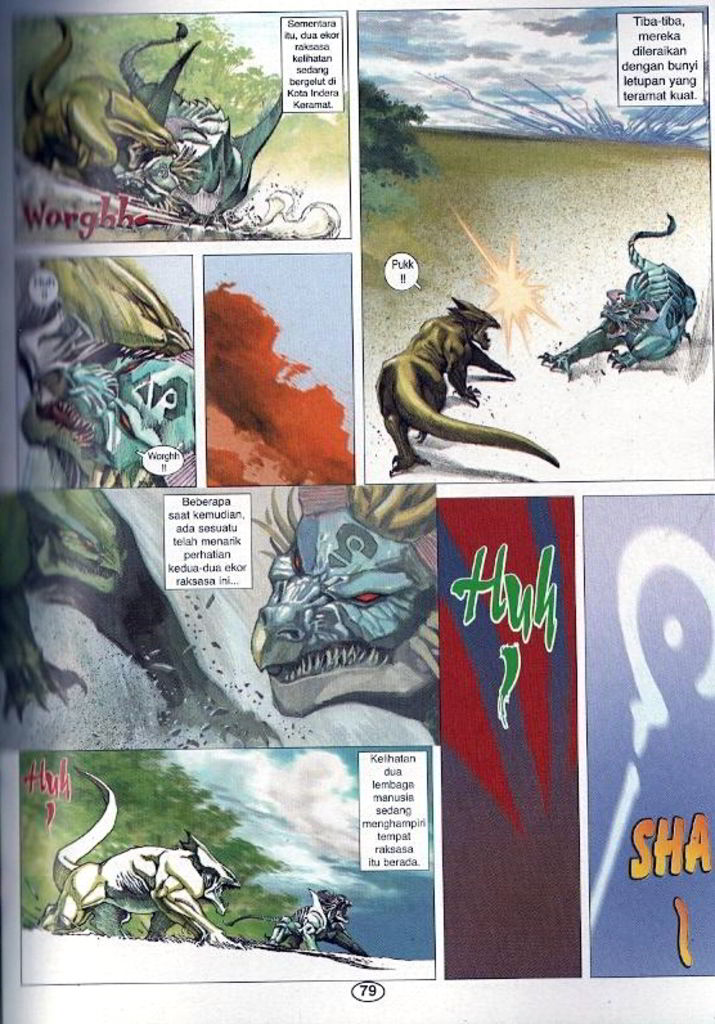 Sementara
itu, dua ekor
raksasa
kelihatan
sedang
bergelut di
Kota Indera
Keramat.
Worghh
Tiba-tiba,
mereka
dileraikan
dengan bunyi
letupan yang
teramat kuat.
Pukk
!!
Huh
!!
Worghh
!!
Beberapa
saat kemudian,
ada sesuatu
telah menarik
perhatian
kedua-dua ekor
raksasa ini...
Huh
Huh
Kelihatan
dua
lembaga
manusia
sedang
menghampiri
tempat
raksasa
itu berada.
SHA
79